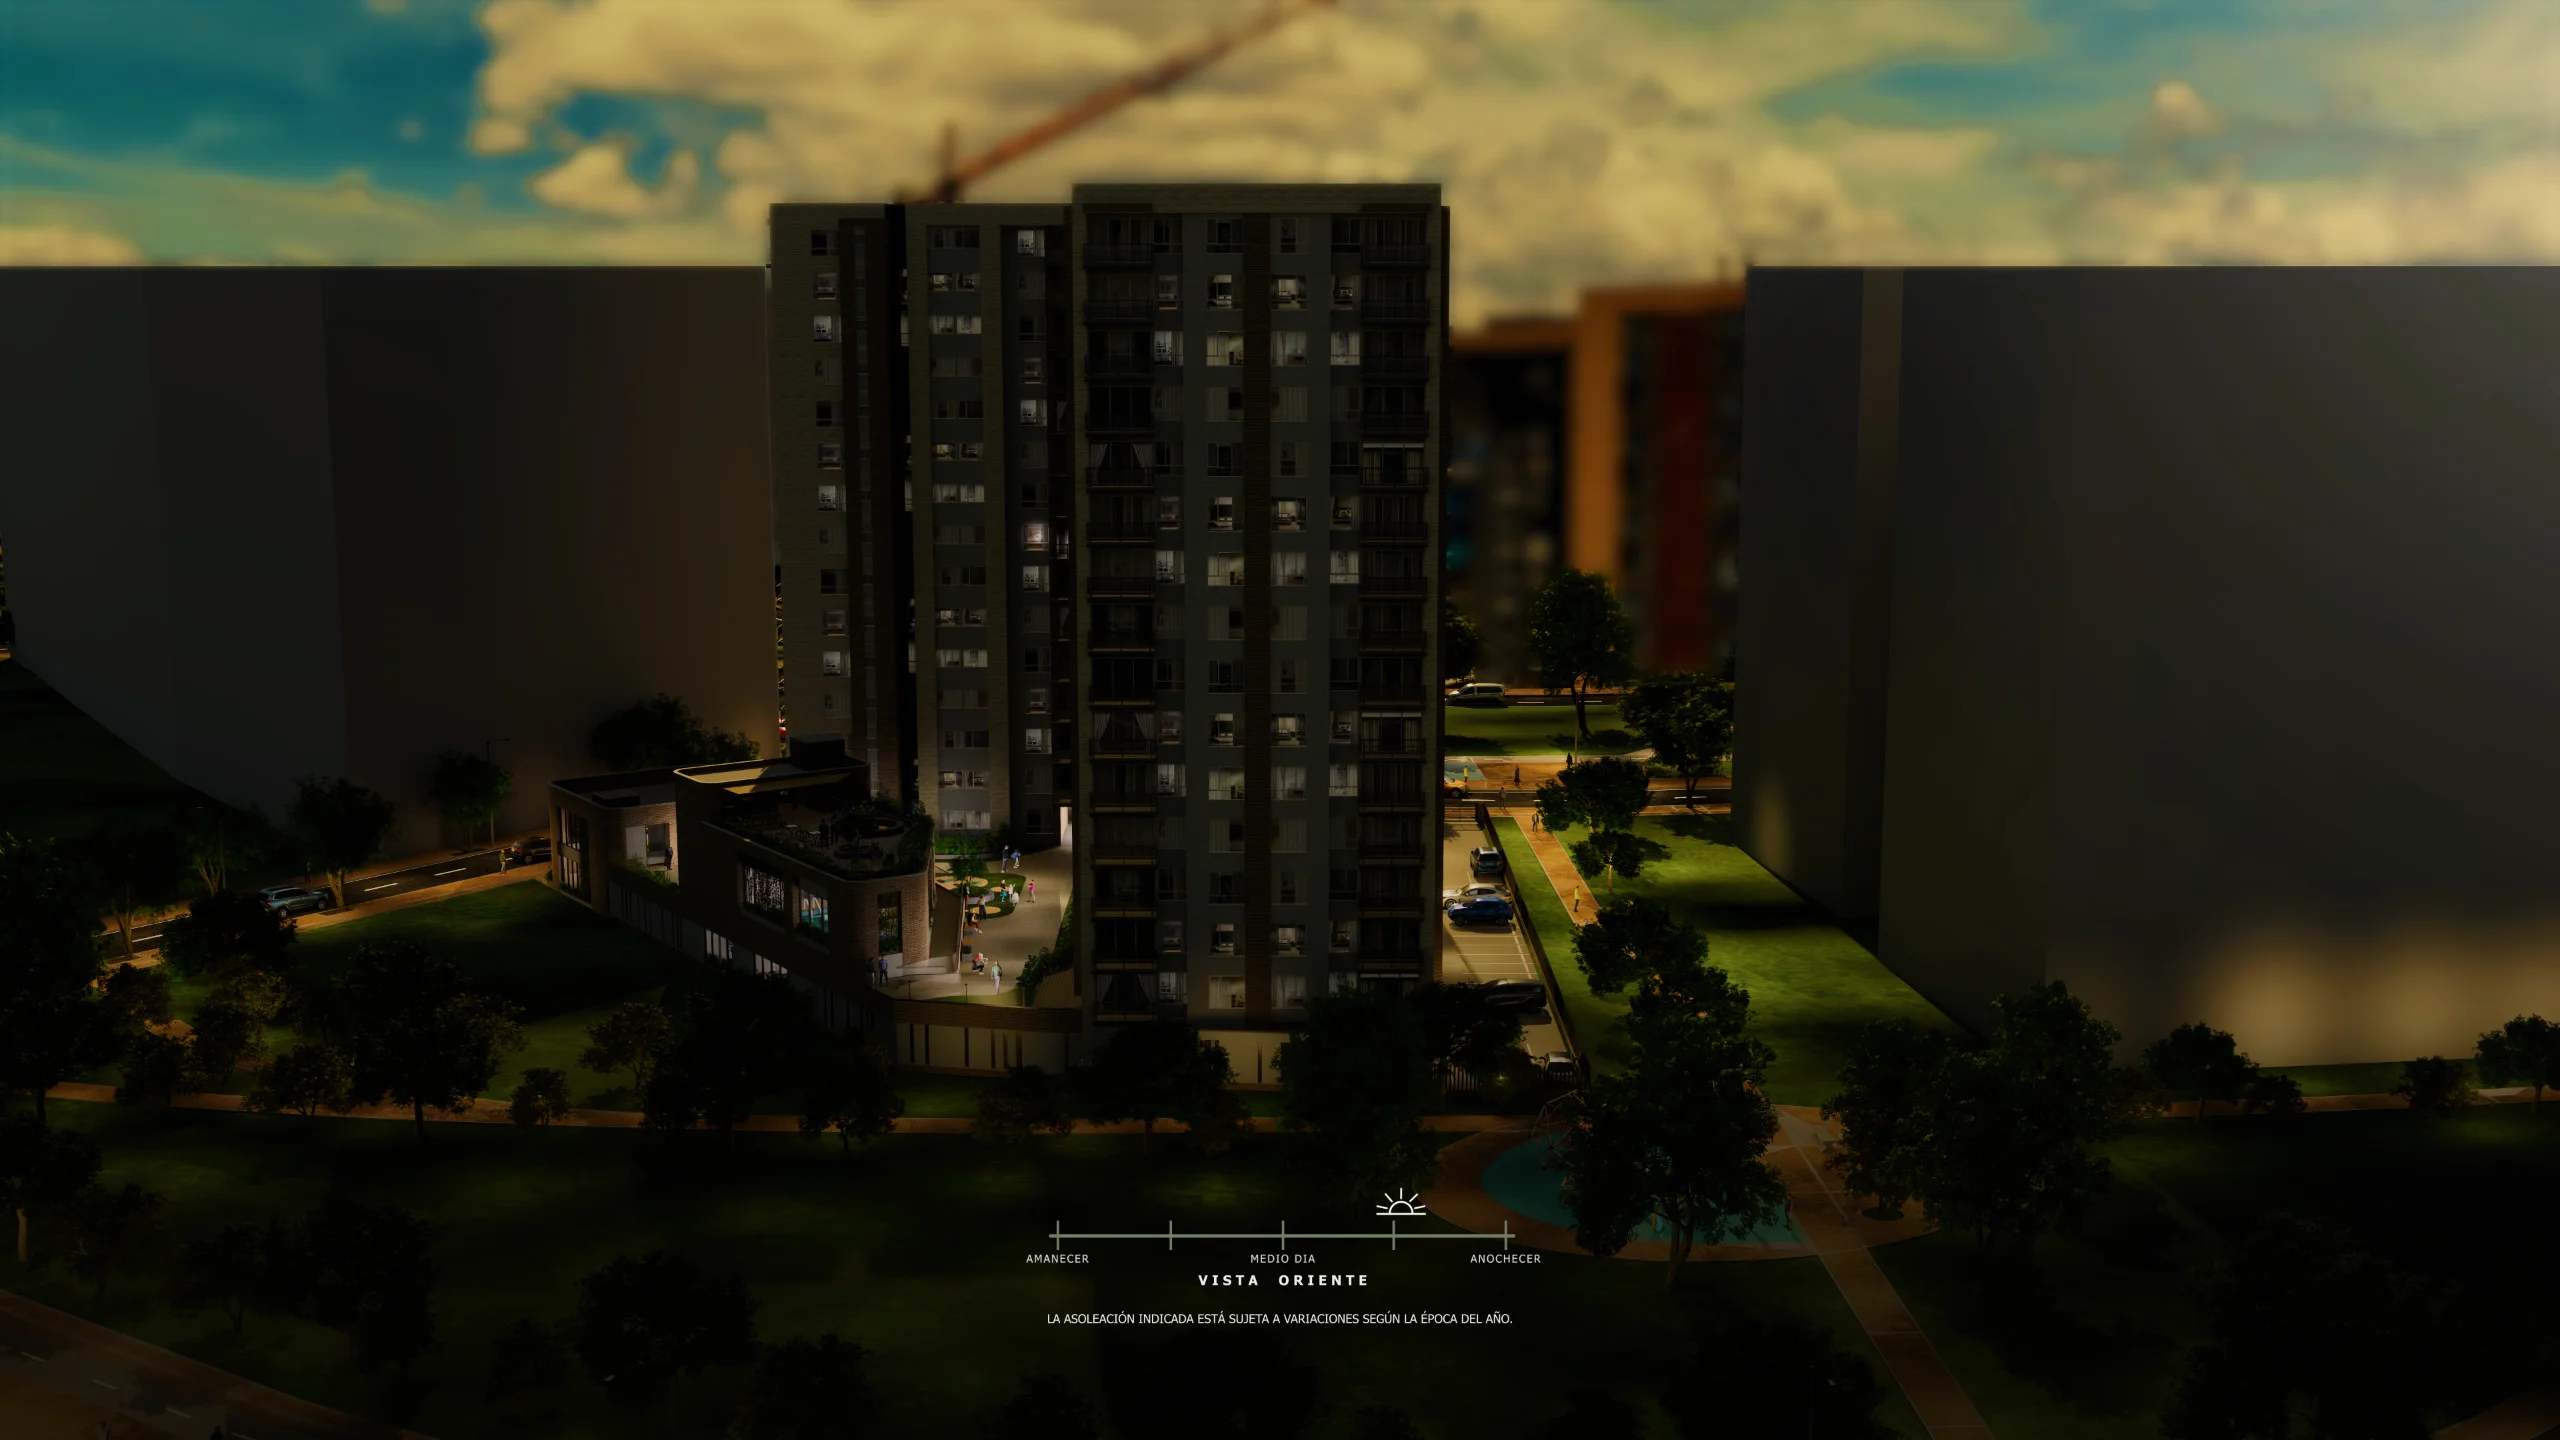 AMANECER MEDIO DIA ANOCHECER
VISTA ORIENTE
LA ASOLEACIÓN INDICADA ESTÁ SUJETA A VARIACIONES SEGÚN LA ÉPOCA DEL AÑO.